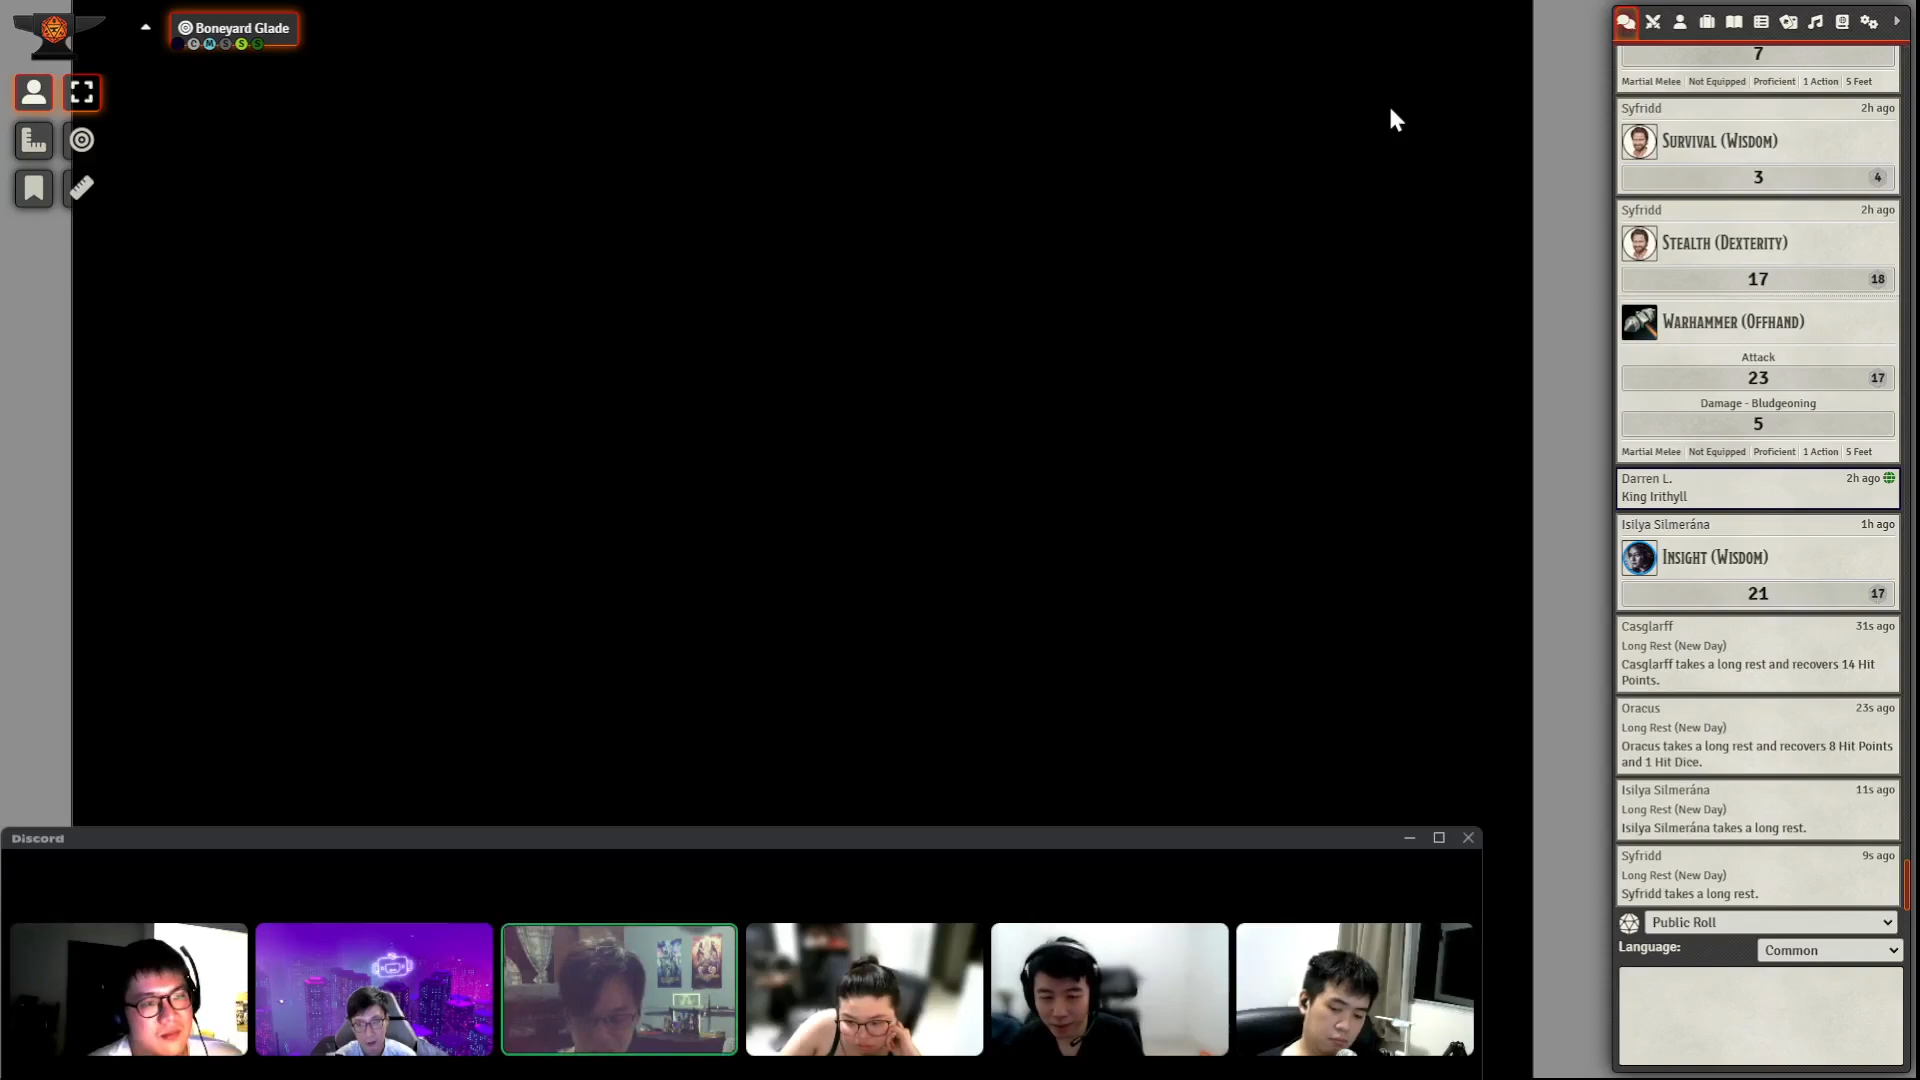 Boneyard Glade
C M S S S
7
Martial Melee Not Equipped Proficient 1 Action 5 Feet
Syfridd 2h ago
Survival (Wisdom)
3 4
Syfridd 2h ago
Stealth (Dexterity)
17 18
Warhammer (Offhand)
Attack
23 17
Damage - Bludgeoning
5
Martial Melee Not Equipped Proficient 1 Action 5 Feet
Darren L. 2h ago
King Irithyll
Isilya Silmerána 1h ago
Insight (Wisdom)
21 17
Casglarff 31s ago
Long Rest (New Day)
Casglarff takes a long rest and recovers 14 Hit
Points.
Oracus 23s ago
Long Rest (New Day)
Oracus takes a long rest and recovers 8 Hit Points
and 1 Hit Dice.
Isilya Silmerána 11s ago
Long Rest (New Day)
Isilya Silmerána takes a long rest.
Syfridd 9s ago
Long Rest (New Day)
Syfridd takes a long rest.
Public Roll
Language: Common
Discord